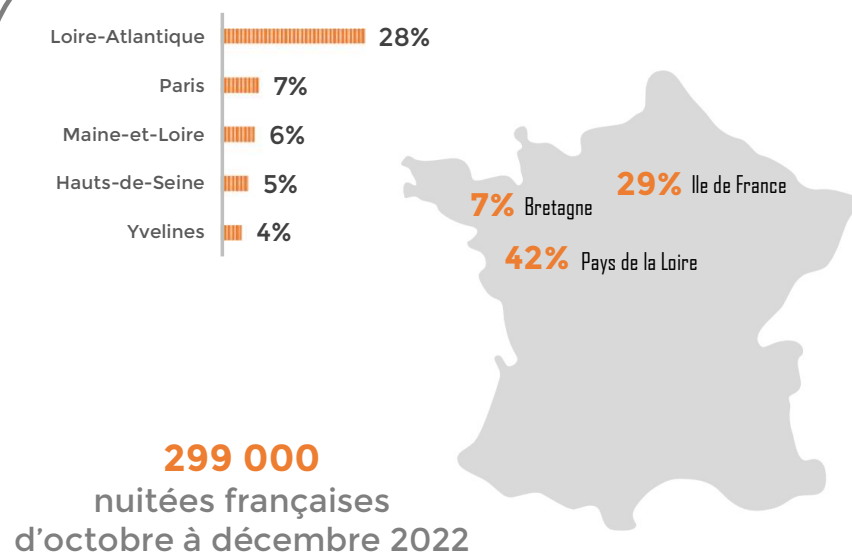 Loire-Atlantique 28%
Paris 7%
Maine-et-Loire 6%
Hauts-de-Seine 5%
Yvelines 4%
29% Ile de France
7% Bretagne
42% Pays de la Loire
299 000
nuitées françaises
d'octobre à décembre 2022